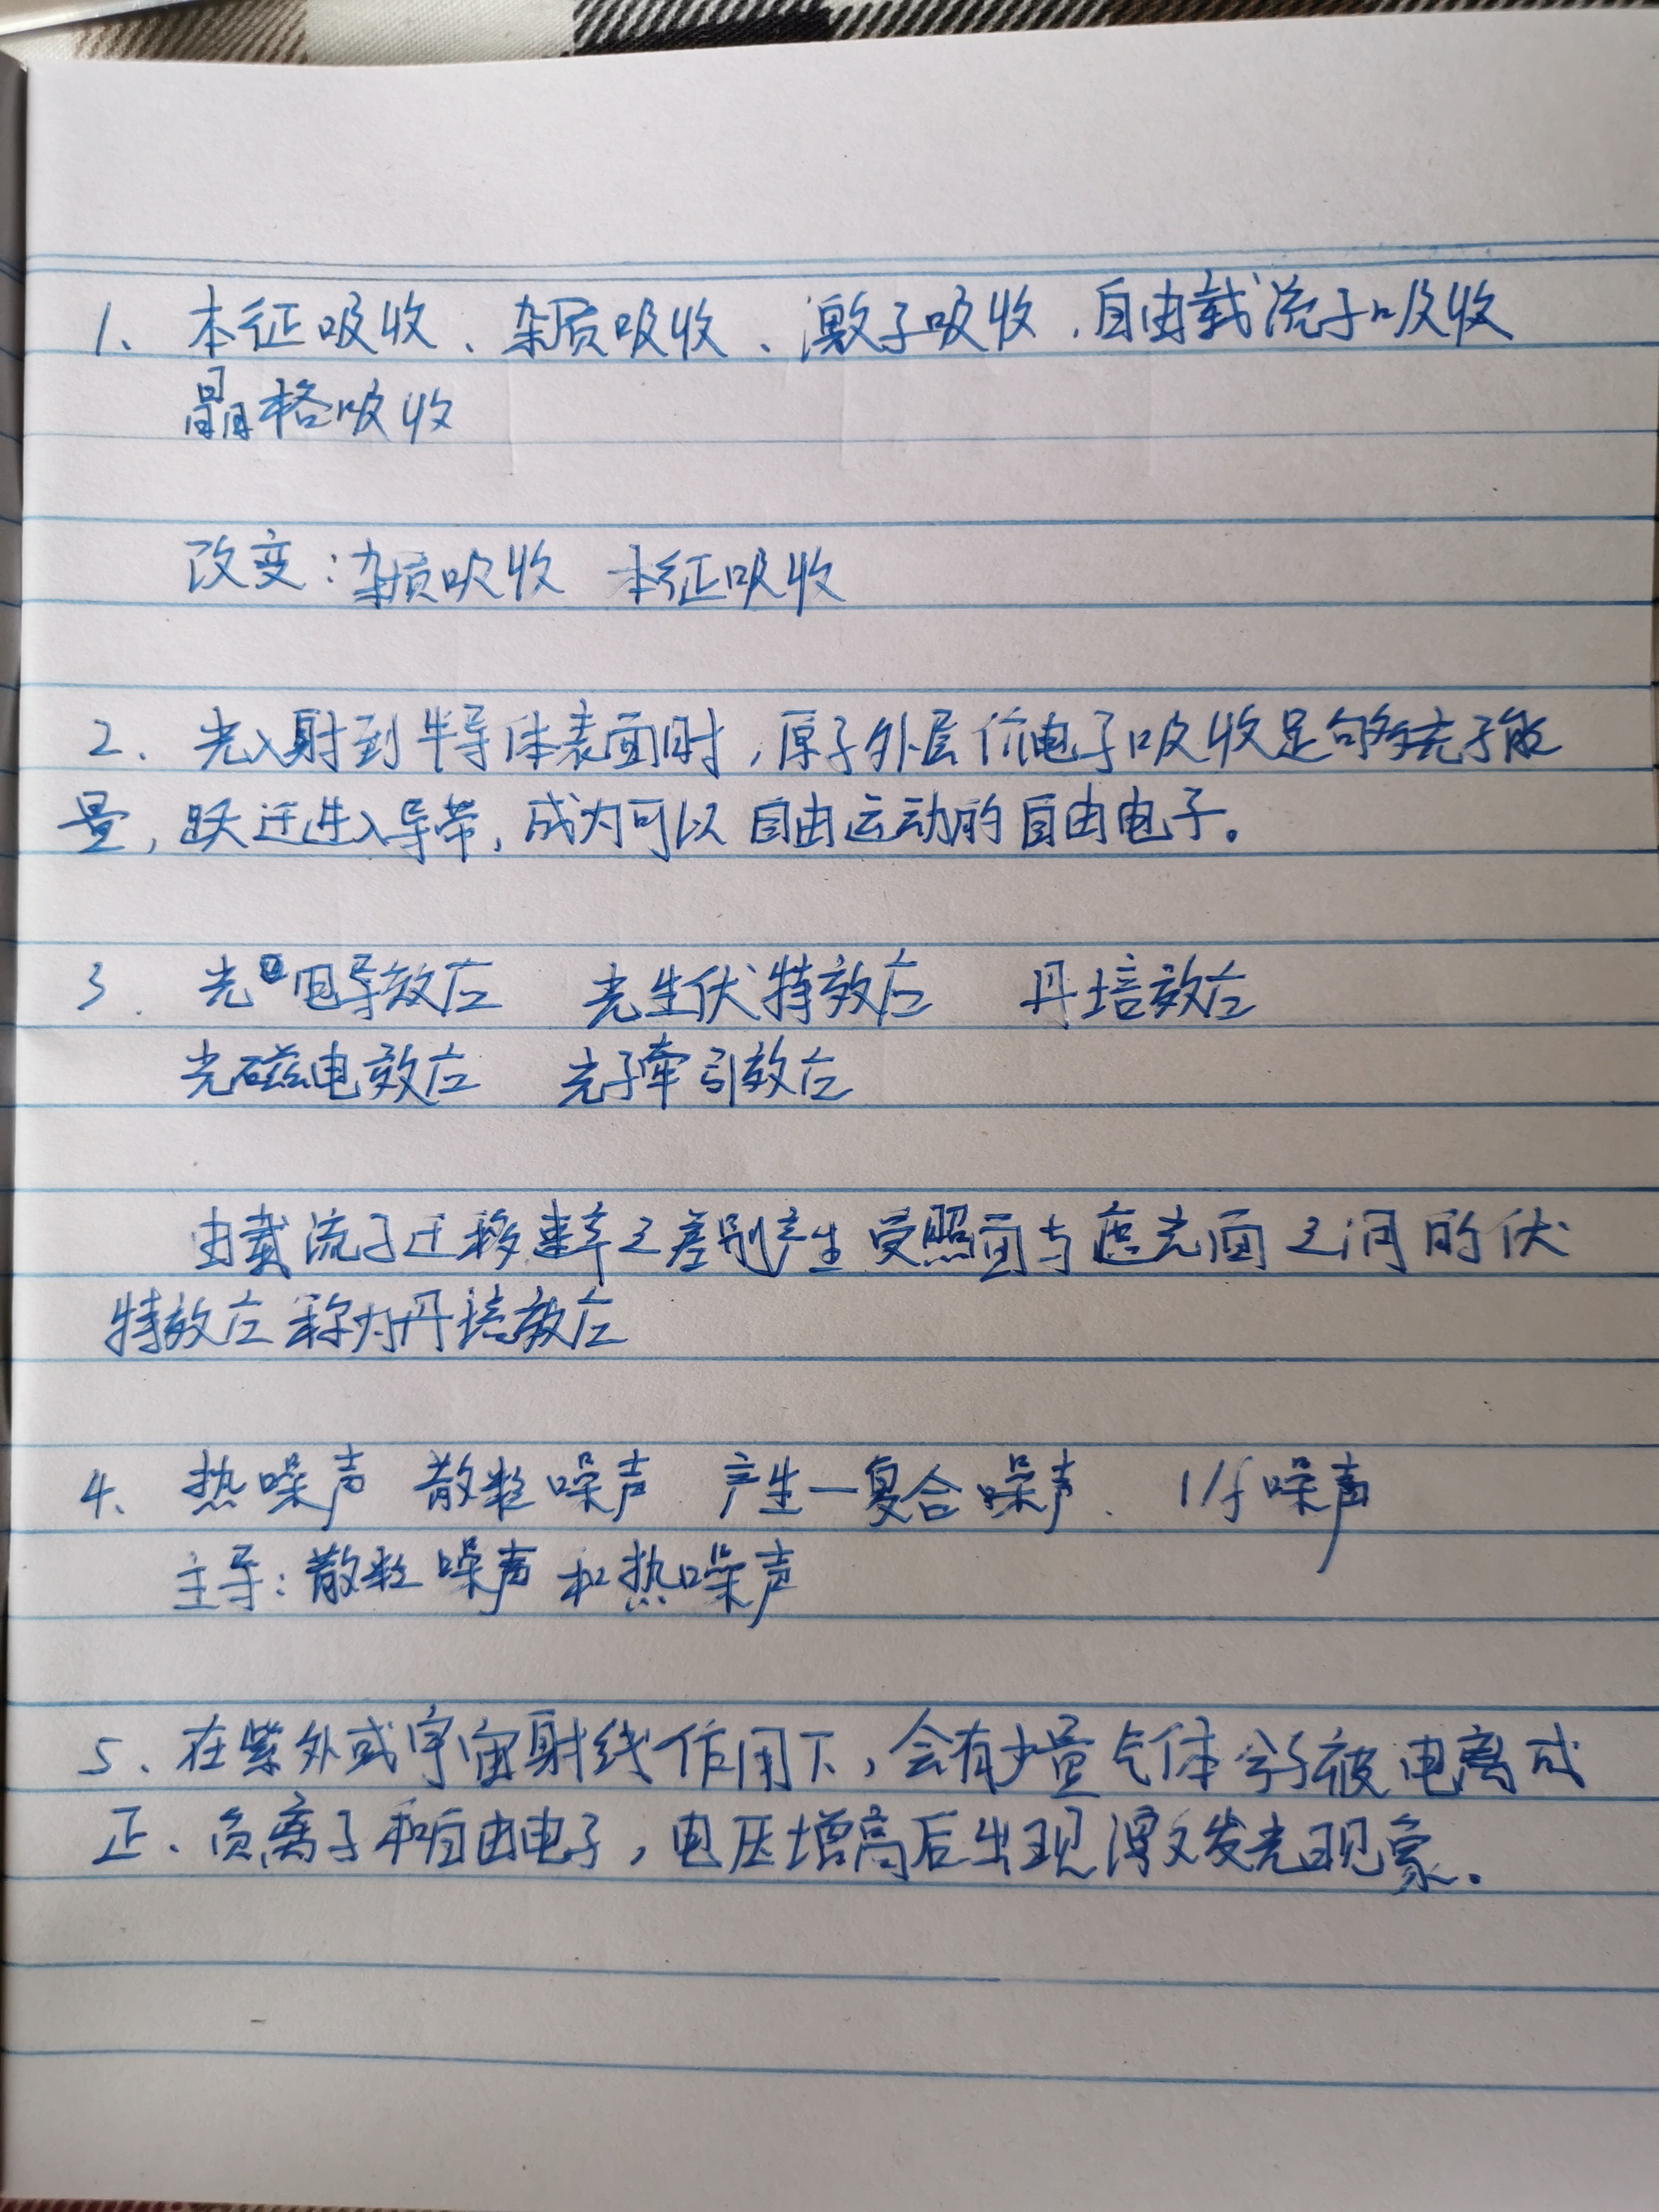 1、本征吸收、杂质吸收、激子吸收、自由载流子吸收
晶格吸收
改变：杂质吸收 本征吸收
2、光入射到半导体表面时，原子外层价电子吸收足够光子能
量，跃迁进入导带，成为可以自由运动的自由电子。
3. 光电导效应 光生伏特效应 丹培效应
光磁电效应 光子牵引效应
由载流子迁移率之差别产生受照面与遮光面之间的伏
特效应称为丹培效应
4、热噪声 散粒噪声 产生一复合噪声. 1/f噪声
主导：散粒噪声和热噪声
5、在紫外或宇宙射线作用下，会有少量气体分子被电离成
正、负离子和自由电子，电压增高后出现激发发光现象。